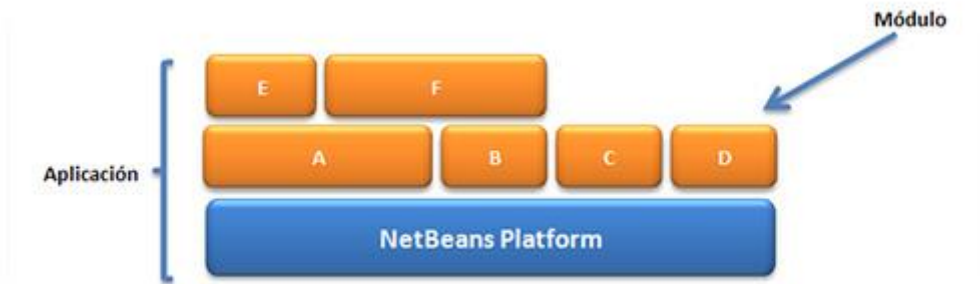 Módulo
E
F
A
B
C
D
Aplicación
NetBeans Platform